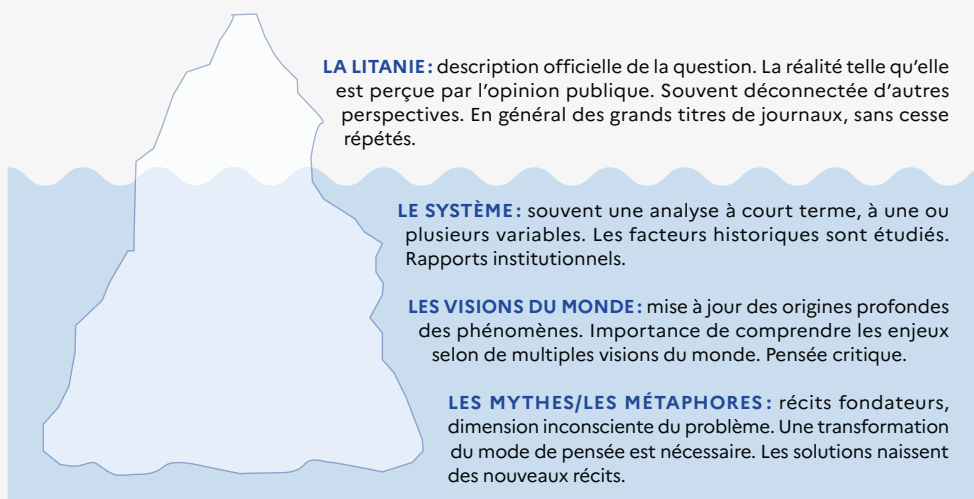 LA LITANIE : description officielle de la question. La réalité telle qu’elle
est perçue par l’opinion publique. Souvent déconnectée d’autres
perspectives. En général des grands titres de journaux, sans cesse
répétés.
LE SYSTÈME : souvent une analyse à court terme, à une ou
plusieurs variables. Les facteurs historiques sont étudiés.
Rapports institutionnels.
LES VISIONS DU MONDE : mise à jour des origines profondes
des phénomènes. Importance de comprendre les enjeux
selon de multiples visions du monde. Pensée critique.
LES MYTHES/LES MÉTAPHORES : récits fondateurs,
dimension inconsciente du problème. Une transformation
du mode de pensée est nécessaire. Les solutions naissent
des nouveaux récits.